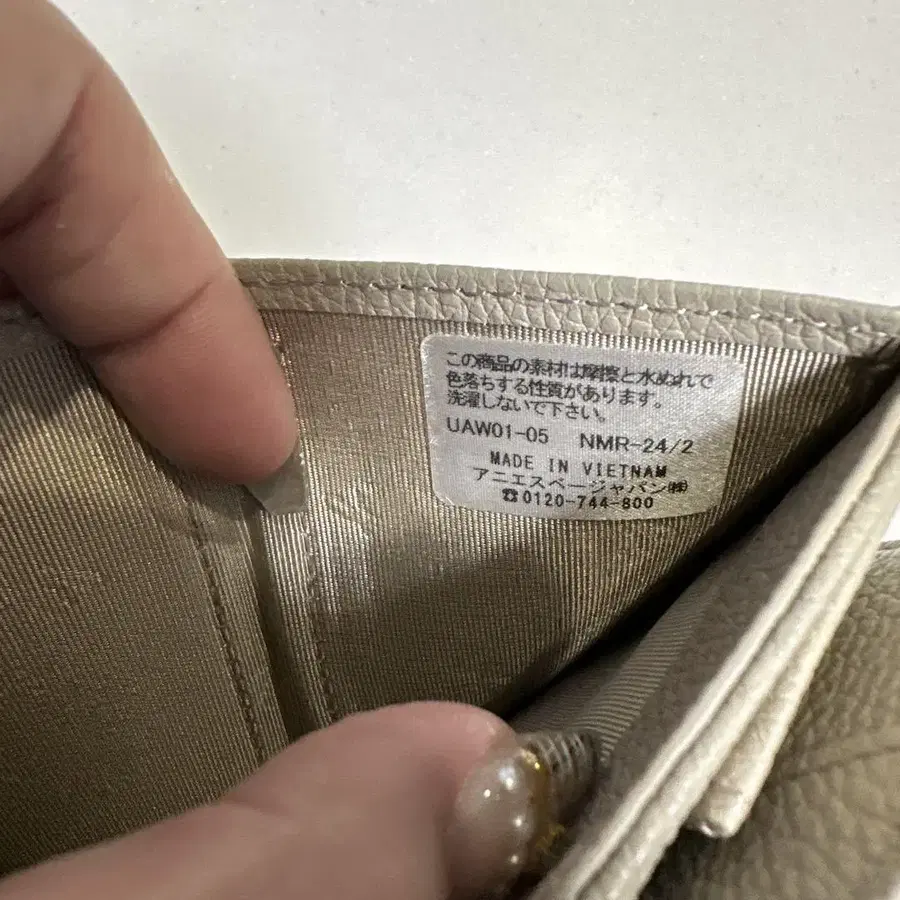 この商品の素材は摩擦と水ぬれで
色落ちする性質があります。
洗濯しないで下さい。
UAW01-05 NMR-24/2
MADE IN VIETNAM
アニエスベージャパン㈱
☎0120-744-800